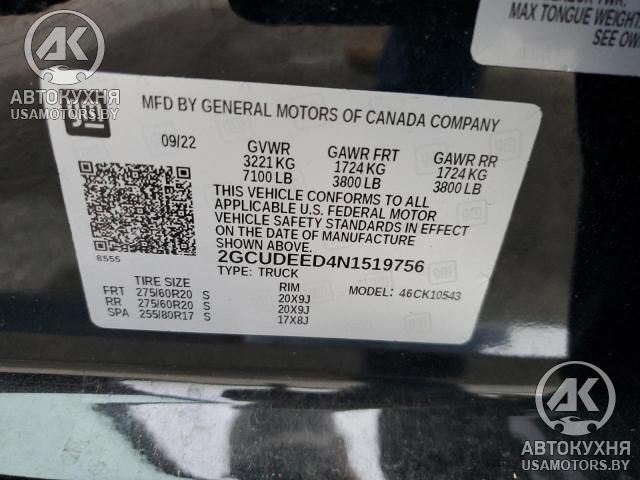 АВТОКУХНЯ
USAMOTORS.BY
GM
MAX TONGUE WEIGHT
SEE OW
MFD BY GENERAL MOTORS OF CANADA COMPANY
09/22 GVWR GAWR FRT GAWR RR
3221 KG 1724 KG 1724 KG
7100 LB 3800 LB 3800 LB
THIS VEHICLE CONFORMS TO ALL
APPLICABLE U.S. FEDERAL MOTOR
VEHICLE SAFETY STANDARDS IN EFFECT
ON THE DATE OF MANUFACTURE
SHOWN ABOVE.
8555
2GCUDEED4N1519756
TYPE: TRUCK
TIRE SIZE RIM MODEL: 46CK10543
FRT 275/60R20 S 20X9J
RR 275/60R20 S 20X9J
SPA 255/80R17 S 17X8J
АК
АВТОКУХНЯ
USAMOTORS.BY